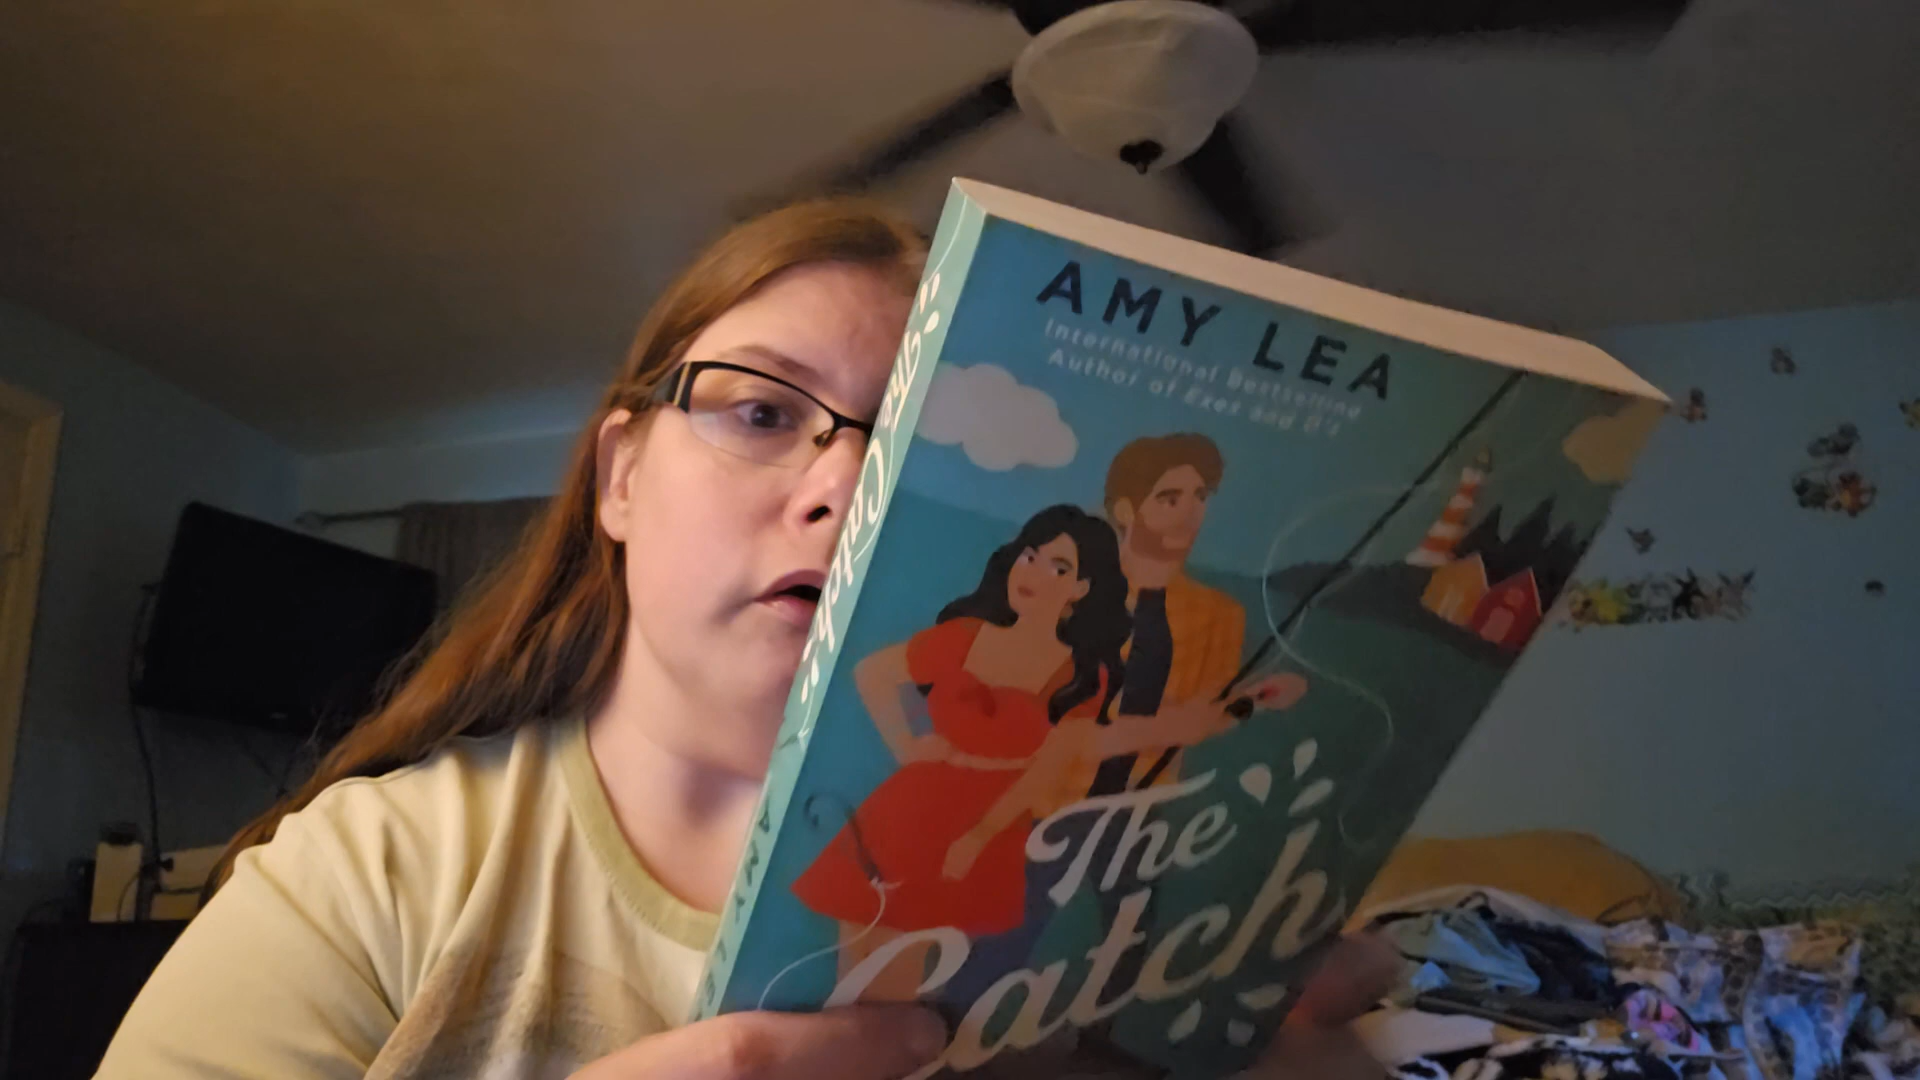 AMY LEA
International Bestselling
Author of Exes and O's
The
Catch
The Catch
AMY LEA